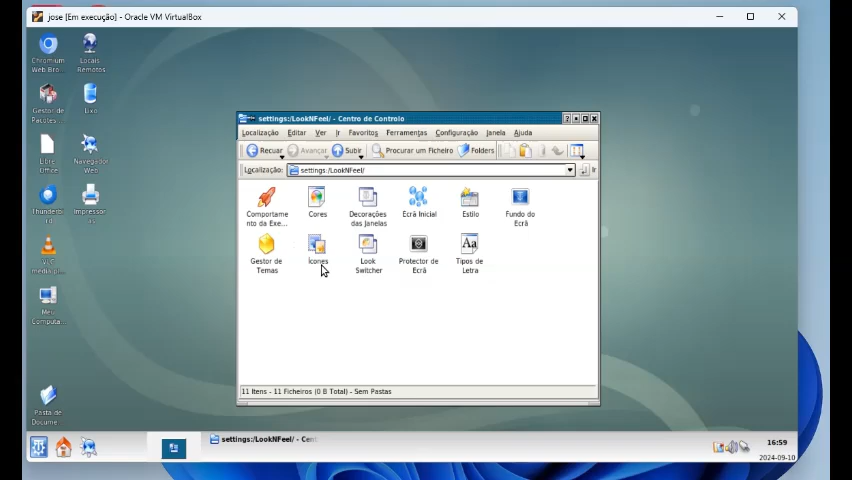 jose [Em execução] - Oracle VM VirtualBox
Chromium
Web Bro...
Locais
Remotos
Gestor de
Pacotes...
Lixo
Libre
Office
Navegador
Web
Thunderbi
rd
Impressor
as
VLC
media pl...
Meu
Computa...
Pasta de
Docume...
settings:/LookNFeel/ - Centro de Controlo
Localização Editar Ver Ir Favoritos Ferramentas Configuração Janela Ajuda
Recuar Avançar Subir Procurar um Ficheiro Folders
Localização: settings:/LookNFeel/ Ir
Comportame
nto da Exe...
Cores
Decorações
das Janelas
Ecrã Inicial
Estilo
Fundo do
Ecrã
Gestor de
Temas
Ícones
Look
Switcher
Protector de
Ecrã
Tipos de
Letra
11 Itens - 11 Ficheiros (0 B Total) - Sem Pastas
settings:/LookNFeel/ - Cent
16:59
2024-09-10